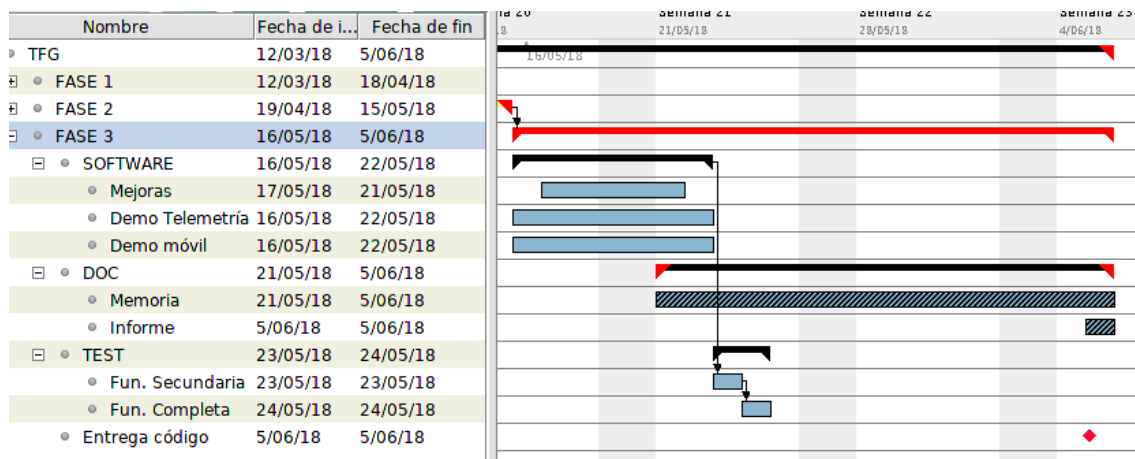 Nombre Fecha de i... Fecha de fin
TFG 12/03/18 5/06/18
FASE 1 12/03/18 18/04/18
FASE 2 19/04/18 15/05/18
FASE 3 16/05/18 5/06/18
SOFTWARE 16/05/18 22/05/18
Mejoras 17/05/18 21/05/18
Demo Telemetría 16/05/18 22/05/18
Demo móvil 16/05/18 22/05/18
DOC 21/05/18 5/06/18
Memoria 21/05/18 5/06/18
Informe 5/06/18 5/06/18
TEST 23/05/18 24/05/18
Fun. Secundaria 23/05/18 23/05/18
Fun. Completa 24/05/18 24/05/18
Entrega código 5/06/18 5/06/18
na 20 Semana 21 Semana 22 Semana 23
18 21/05/18 28/05/18 4/06/18
16/05/18